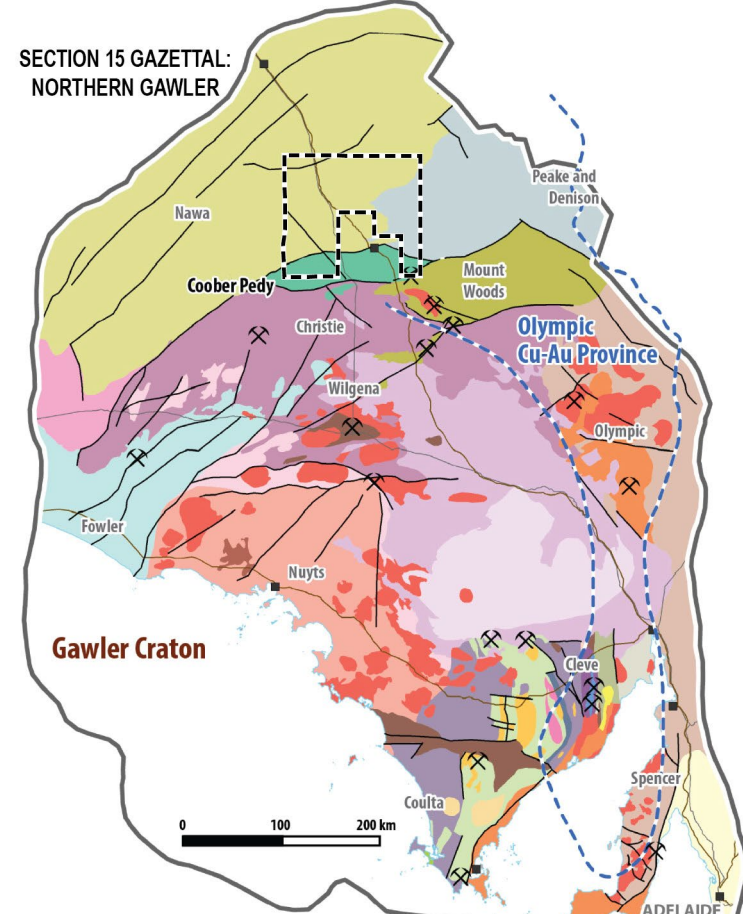 SECTION 15 GAZETTAL:
NORTHERN GAWLER
Peake and
Denison
Nawa
Mount
Woods
Coober Pedy
Christie
Olympic
Cu-Au Province
Wilgena
Olympic
Fowler
Nuyts
Gawler Craton
Cleve
Spencer
Coulta
0 100 200 km
ADELAIDE